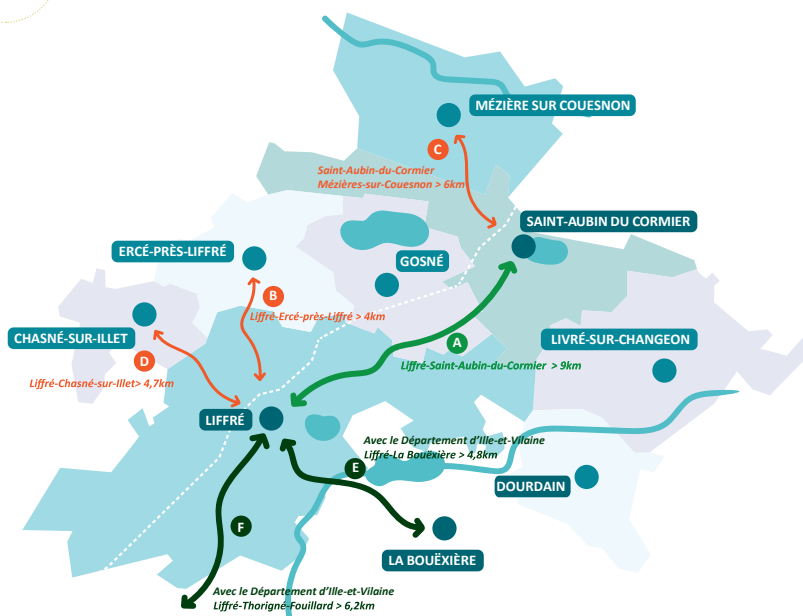 MÉZIÈRE SUR COUESNON
C
Saint-Aubin-du-Cormier
Mézières-sur-Couesnon > 6km
SAINT-AUBIN DU CORMIER
ERCÉ-PRÈS-LIFFRÉ
GOSNÉ
B
Liffré-Ercé-près-Liffré > 4km
CHASNÉ-SUR-ILLET
LIVRÉ-SUR-CHANGEON
A
D
Liffré-Saint-Aubin-du-Cormier > 9km
Liffré-Chasné-sur-Illet> 4,7km
LIFFRÉ
Avec le Département d'Ille-et-Vilaine
Liffré-La Bouëxière > 4,8km
E
DOURDAIN
F
LA BOUËXIÈRE
Avec le Département d'Ille-et-Vilaine
Liffré-Thorigné-Fouillard > 6,2km